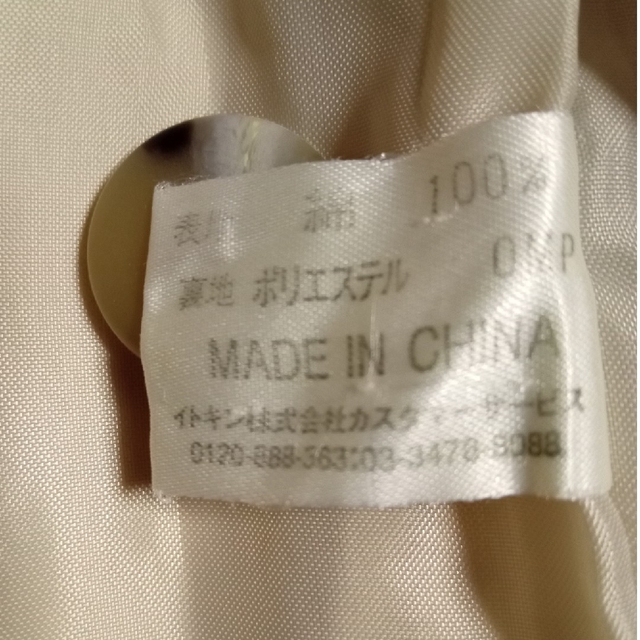 表地 100%
裏地 ポリエステル OMP
MADE IN CHINA
イトキン株式会社カスタマーサービス
0120-888-363:03-3478-8088